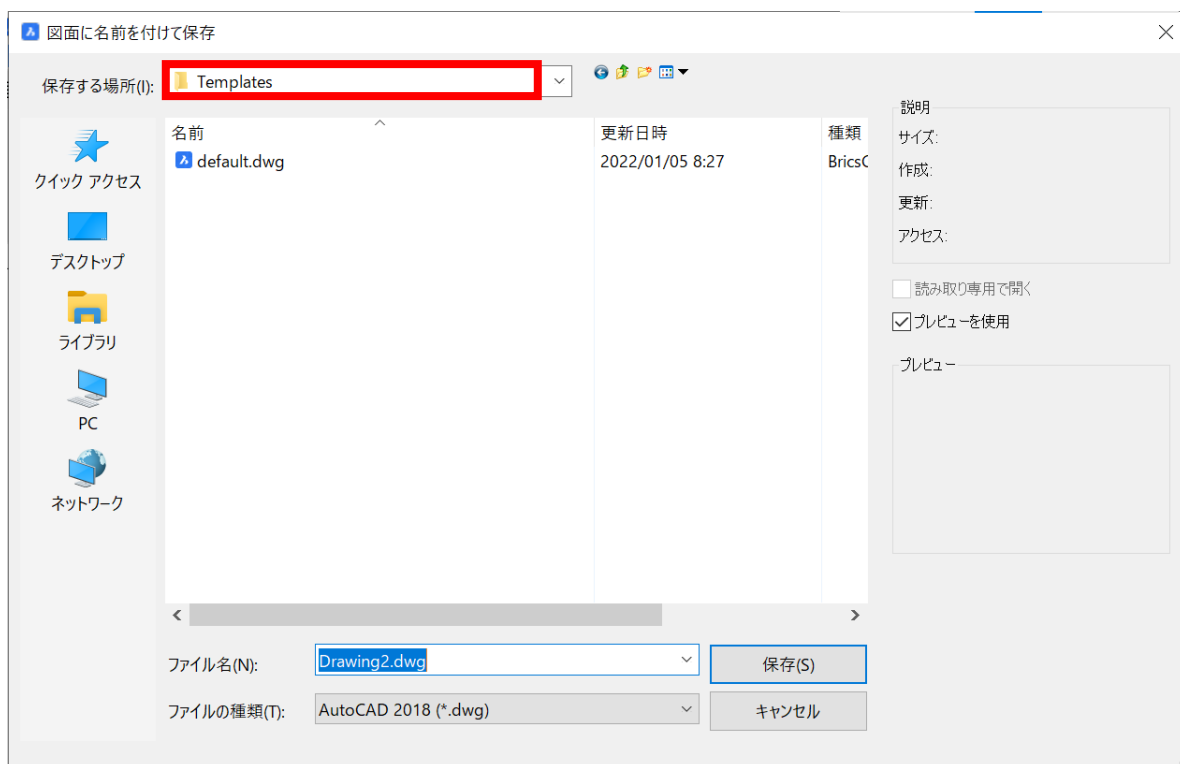 図面に名前を付けて保存
保存する場所(I): Templates
名前 更新日時 種類
default.dwg 2022/01/05 8:27 BricsC
クイック アクセス
デスクトップ
ライブラリ
PC
ネットワーク
説明
サイズ:
作成:
更新:
アクセス:
読み取り専用で開く
プレビューを使用
プレビュー
ファイル名(N): Drawing2.dwg 保存(S)
ファイルの種類(T): AutoCAD 2018 (*.dwg) キャンセル